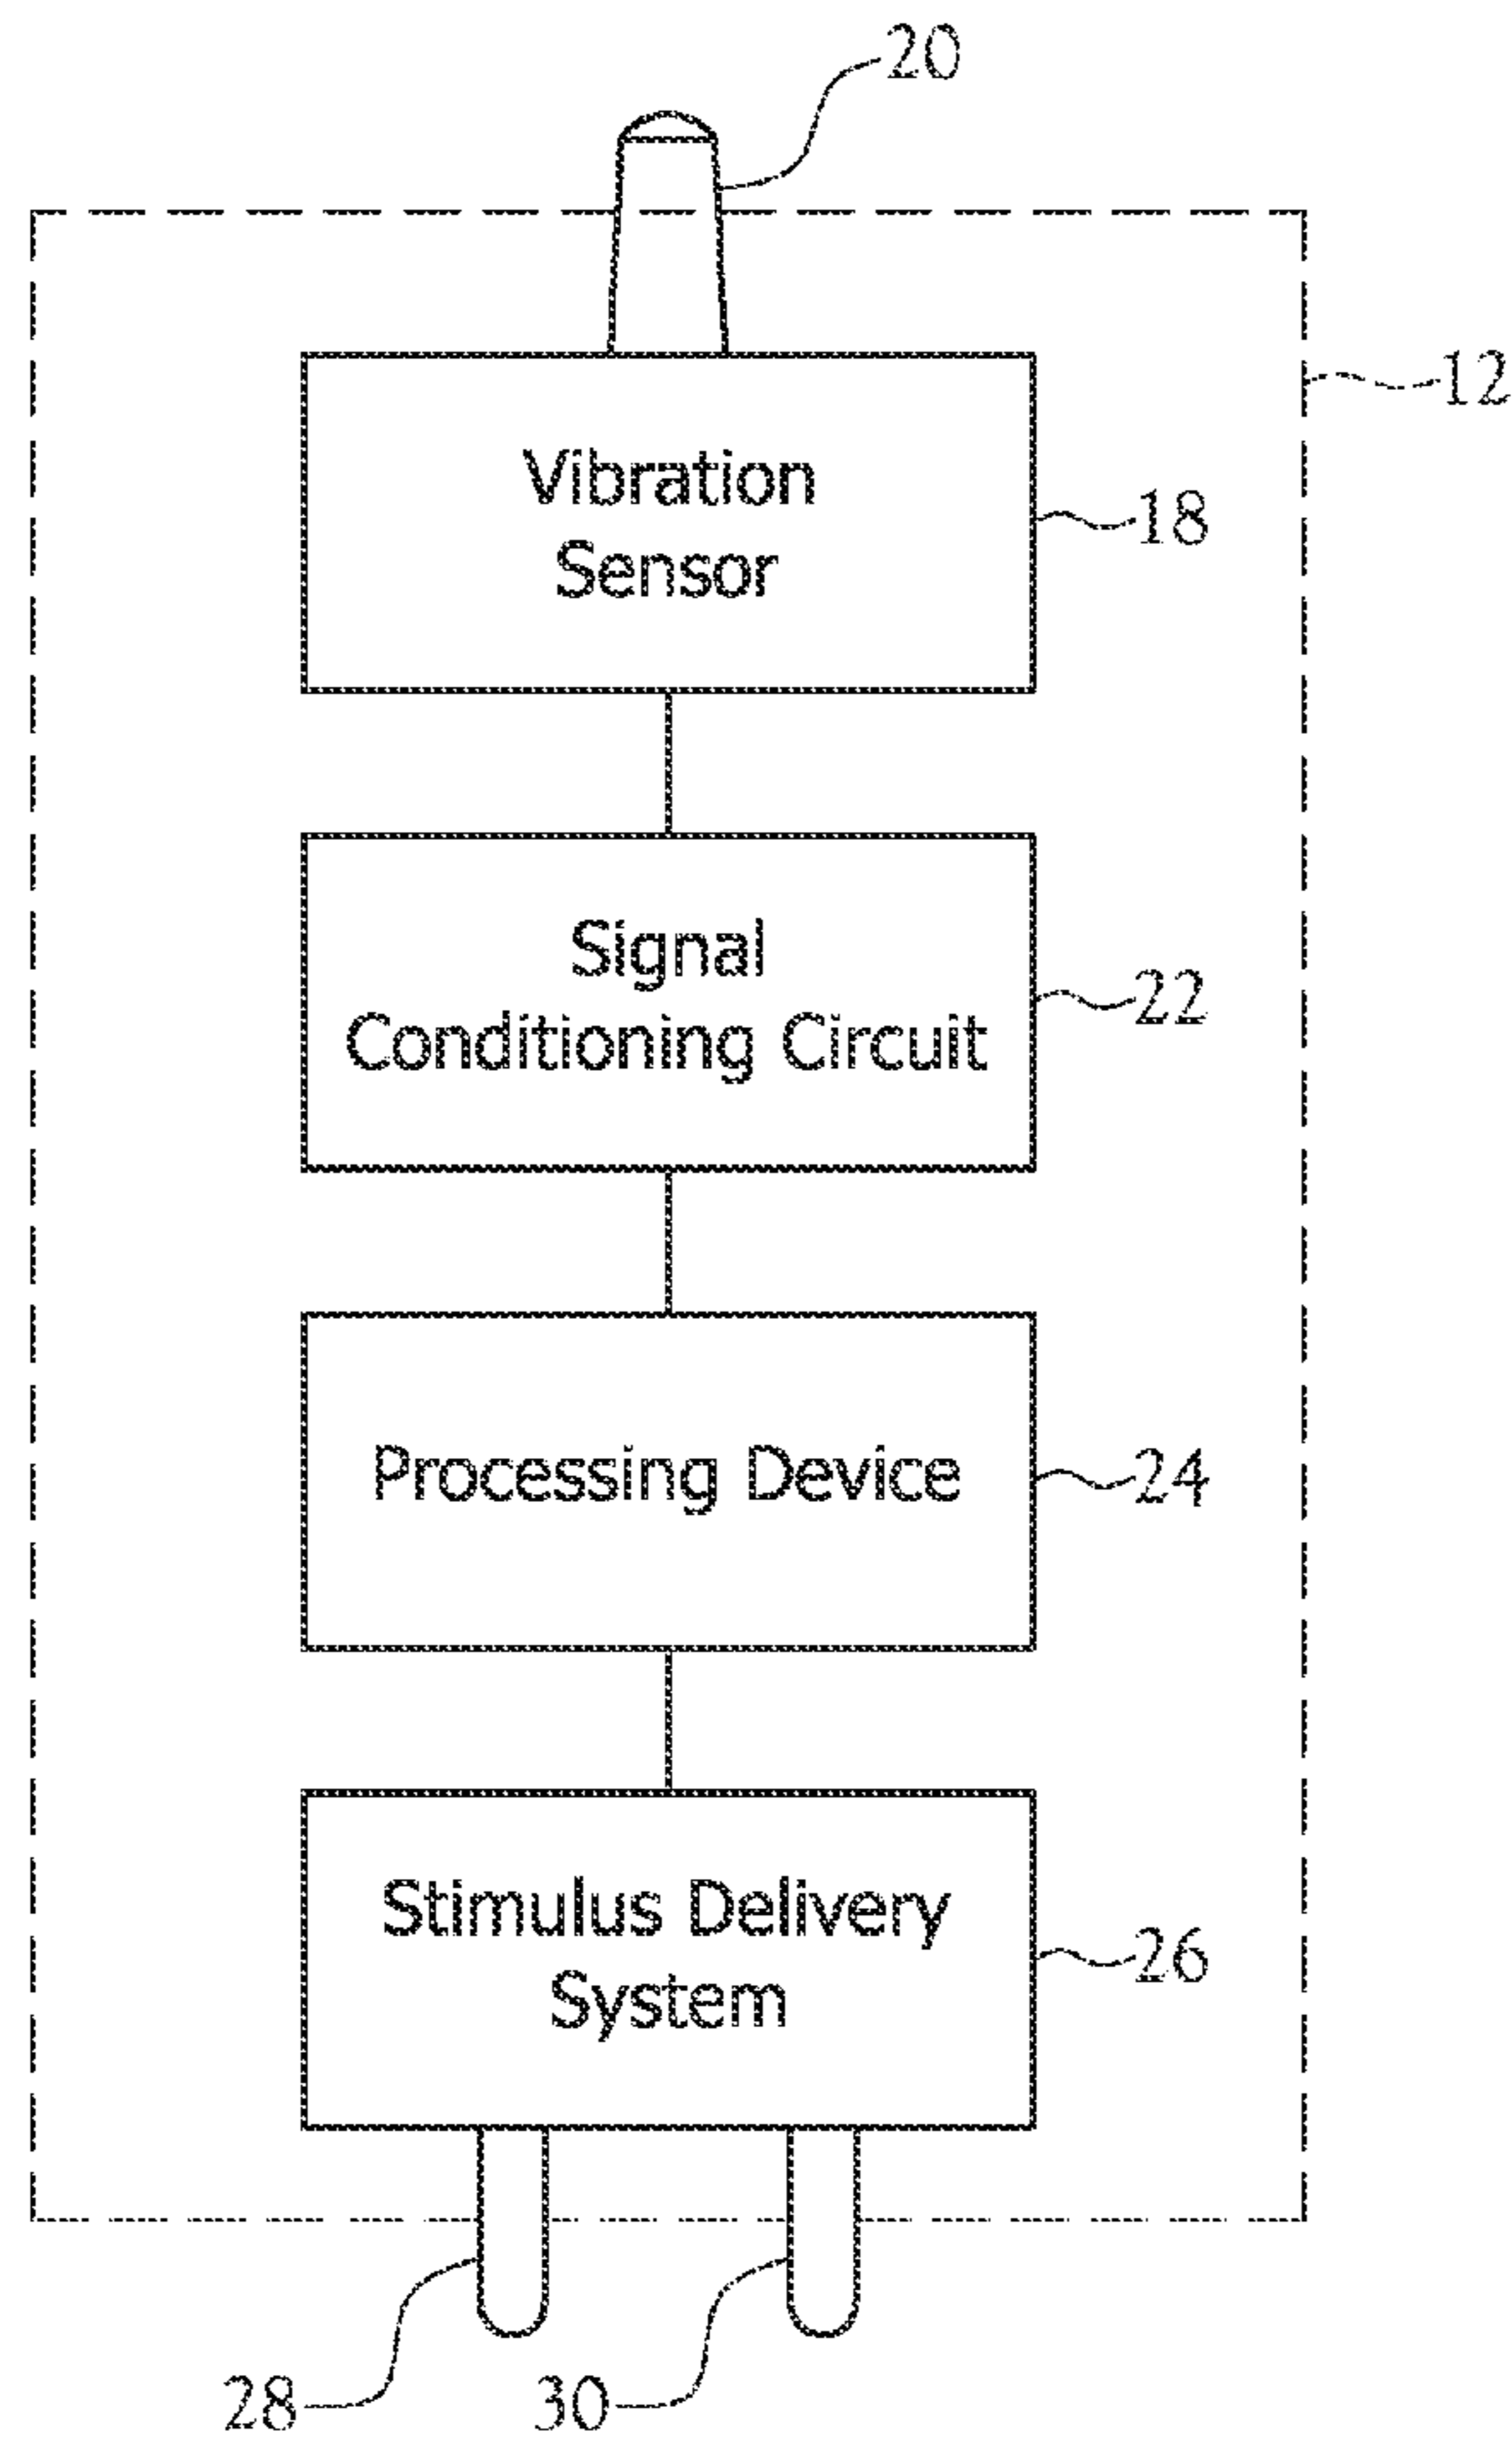 20
12
Vibration
Sensor
18
Signal
Conditioning Circuit
22
Processing Device
24
Stimulus Delivery
System
26
28
30